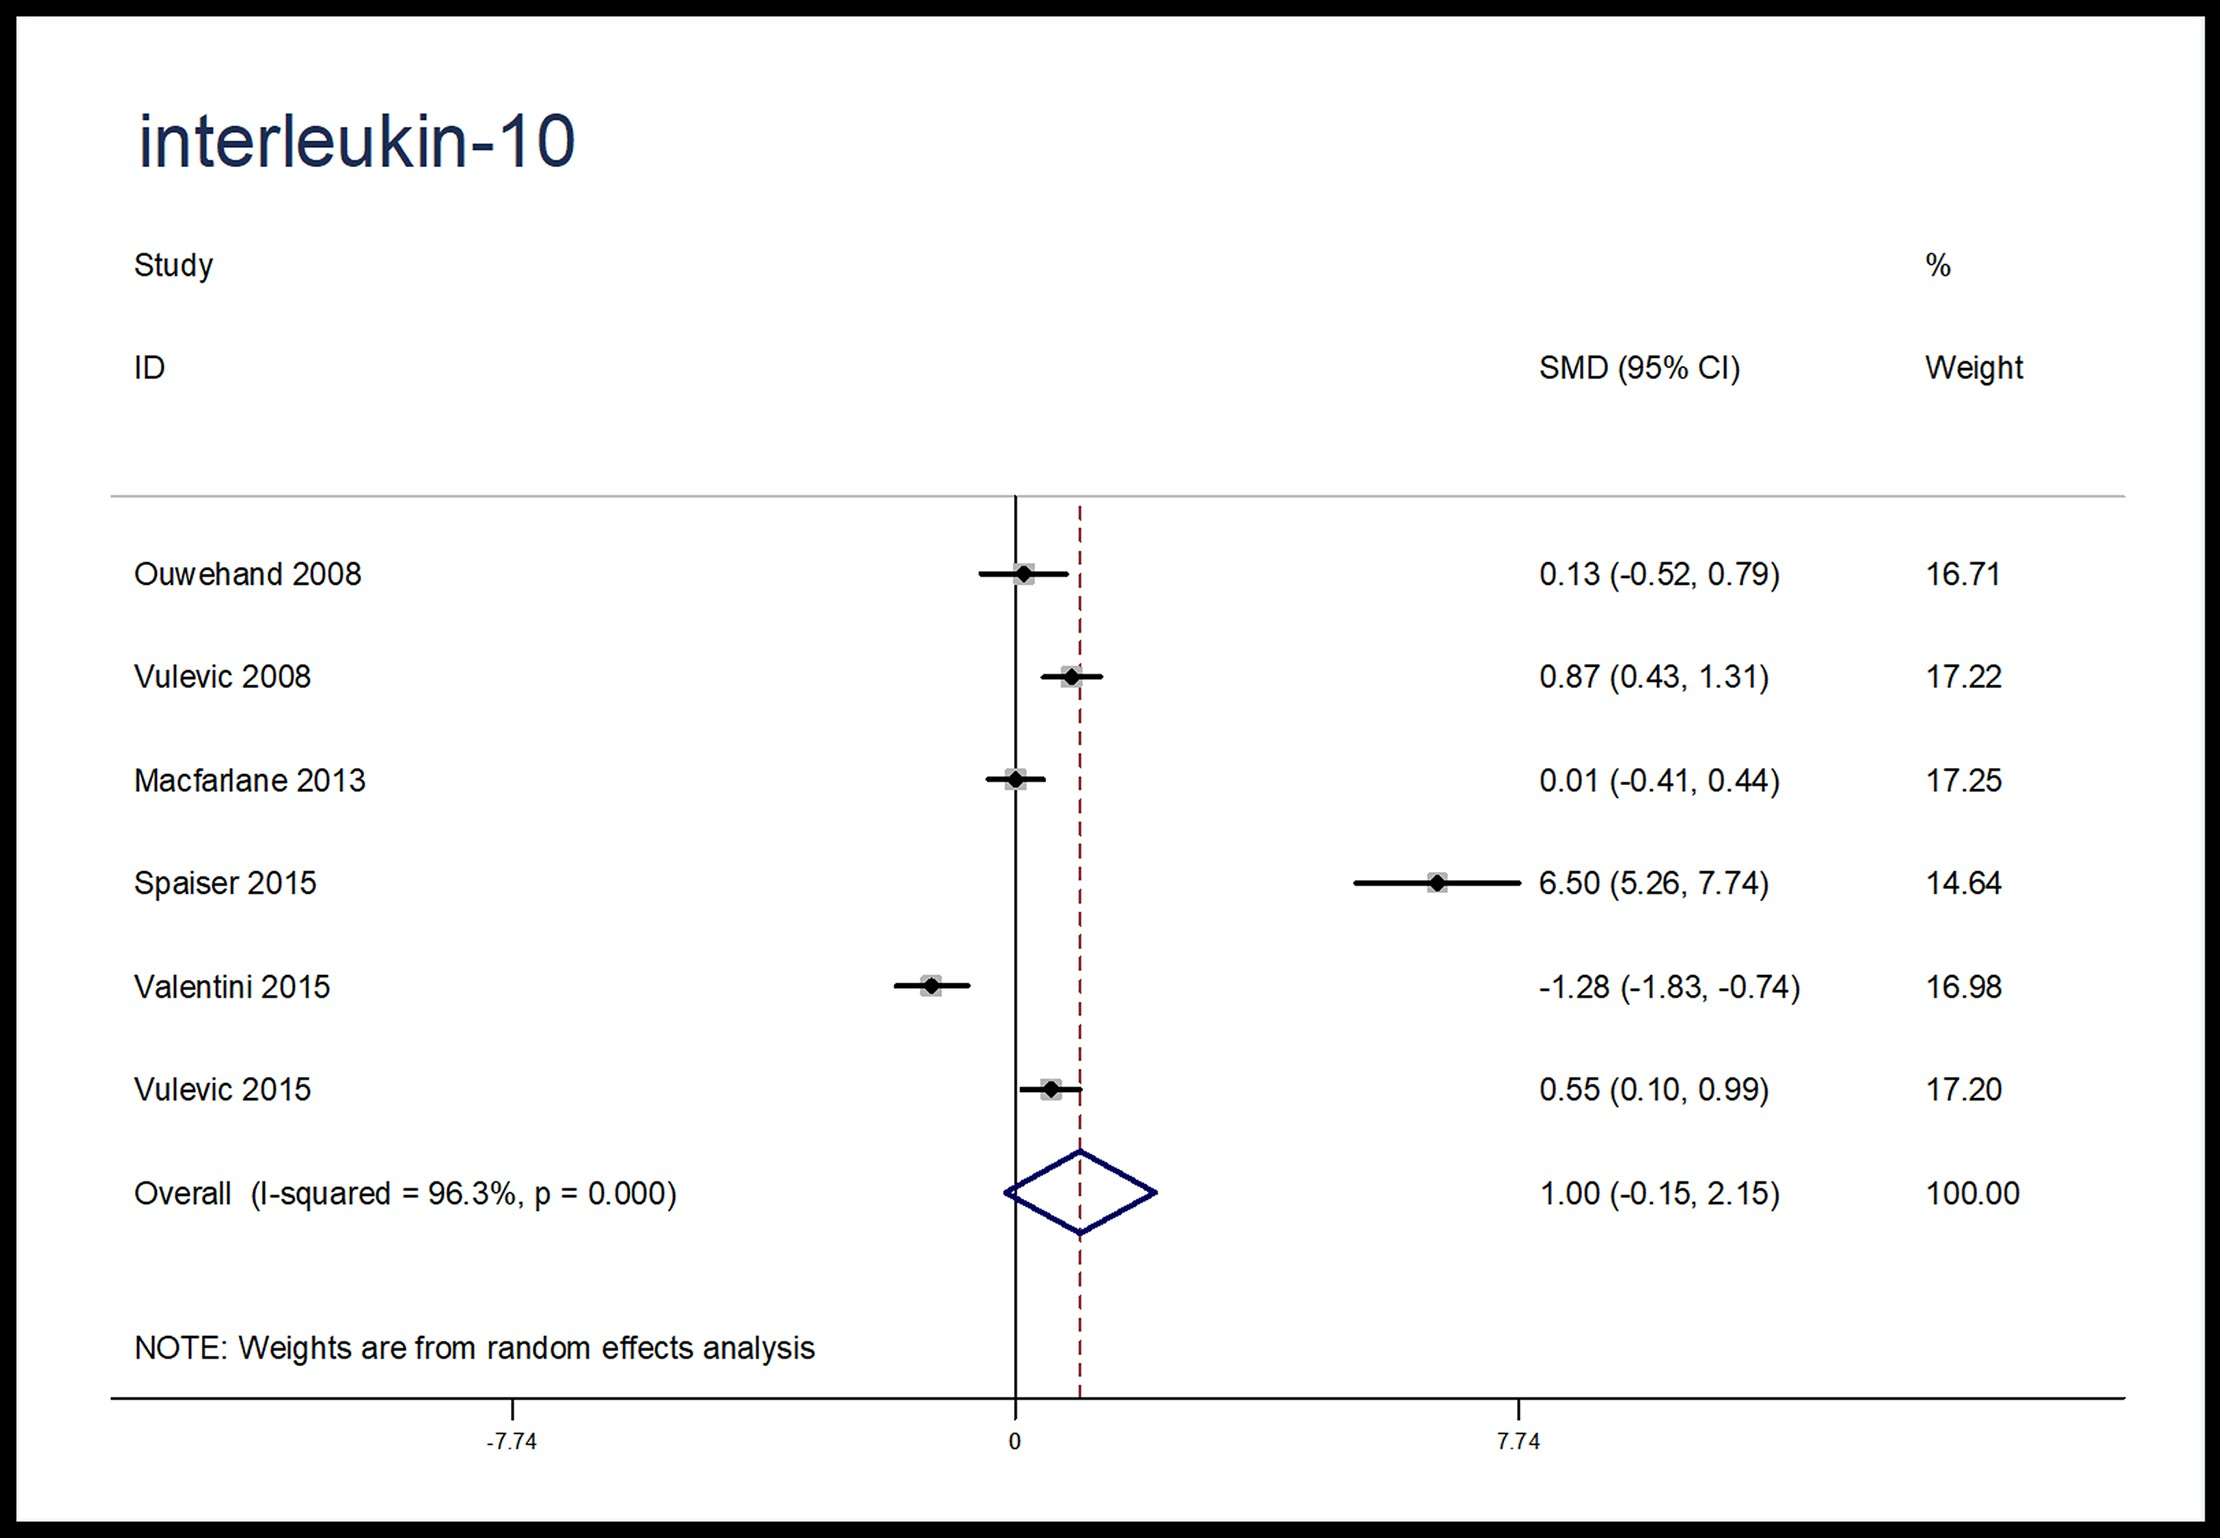 interleukin-10
Study %
ID SMD (95% CI) Weight
Ouwehand 2008 0.13 (-0.52, 0.79) 16.71
Vulevic 2008 0.87 (0.43, 1.31) 17.22
Macfarlane 2013 0.01 (-0.41, 0.44) 17.25
Spaiser 2015 6.50 (5.26, 7.74) 14.64
Valentini 2015 -1.28 (-1.83, -0.74) 16.98
Vulevic 2015 0.55 (0.10, 0.99) 17.20
Overall (I-squared = 96.3%, p = 0.000) 1.00 (-0.15, 2.15) 100.00
NOTE: Weights are from random effects analysis
-7.74 0 7.74